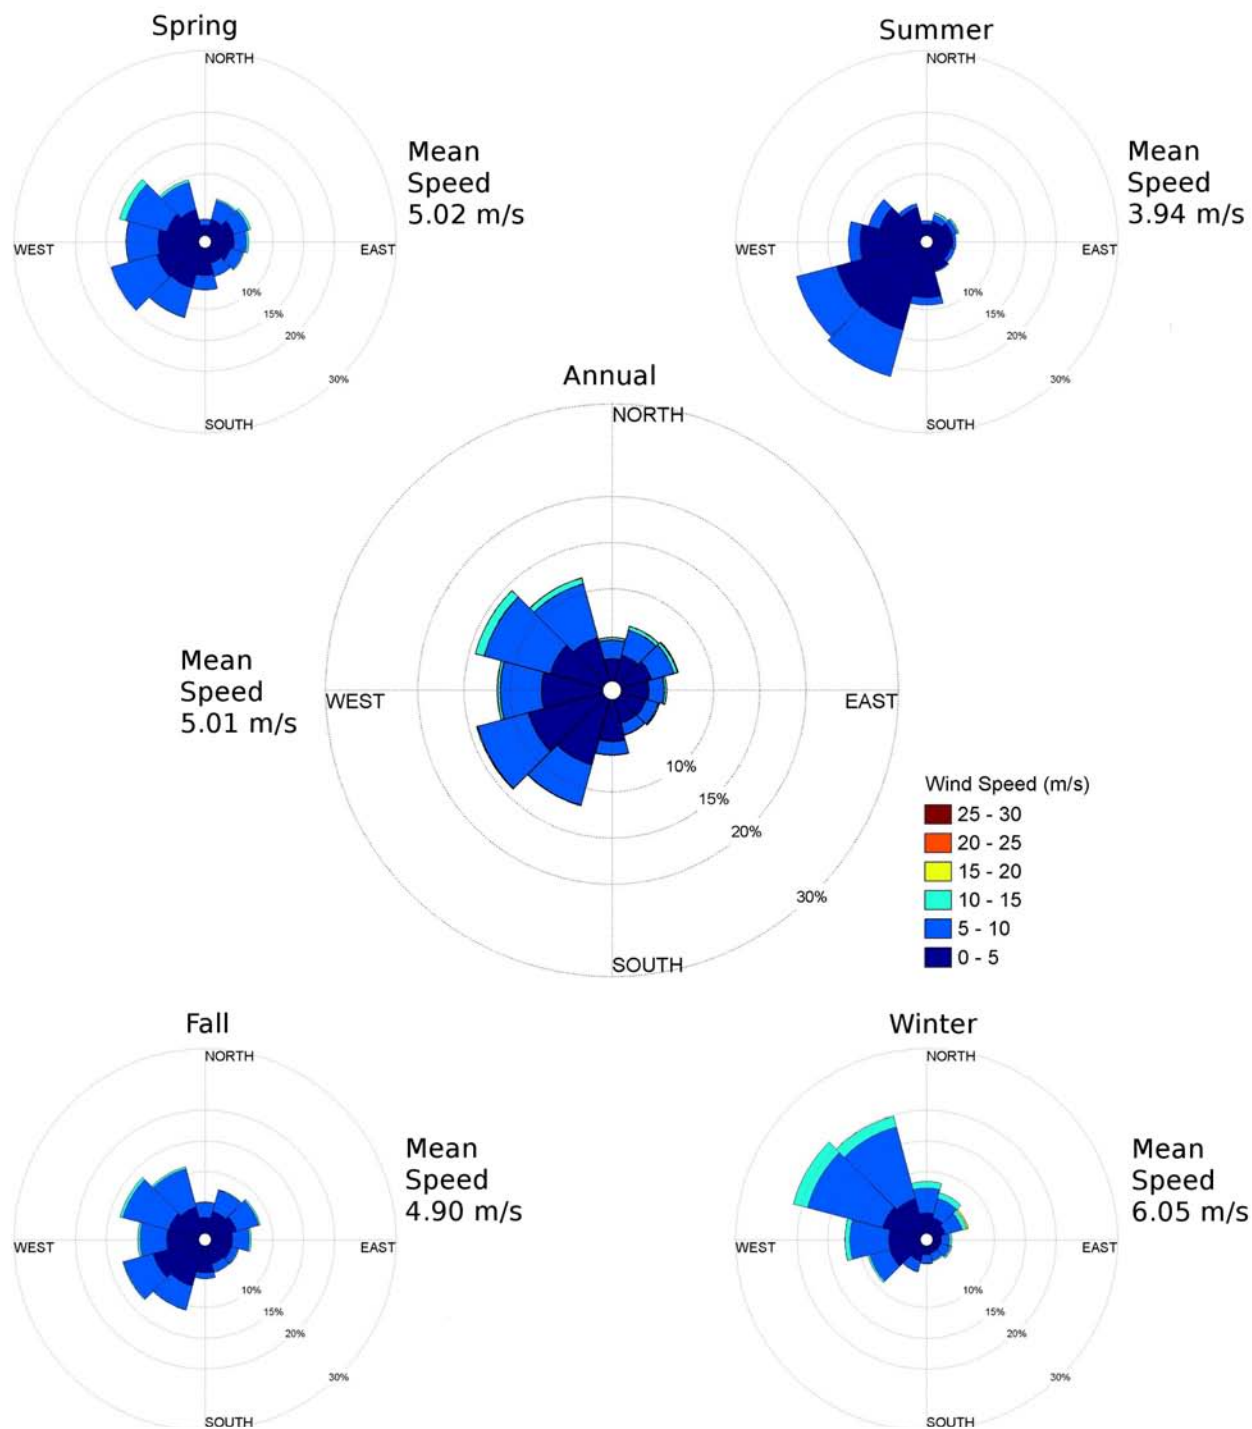 Spring
NORTH
WEST
EAST
SOUTH
10%
15%
20%
30%
Mean
Speed
5.02 m/s
Summer
NORTH
WEST
EAST
SOUTH
10%
15%
20%
30%
Mean
Speed
3.94 m/s
Annual
NORTH
WEST
EAST
SOUTH
10%
15%
20%
30%
Mean
Speed
5.01 m/s
Wind Speed (m/s)
25 - 30
20 - 25
15 - 20
10 - 15
5 - 10
0 - 5
Fall
NORTH
WEST
EAST
SOUTH
10%
15%
20%
30%
Mean
Speed
4.90 m/s
Winter
NORTH
WEST
EAST
SOUTH
10%
15%
20%
30%
Mean
Speed
6.05 m/s